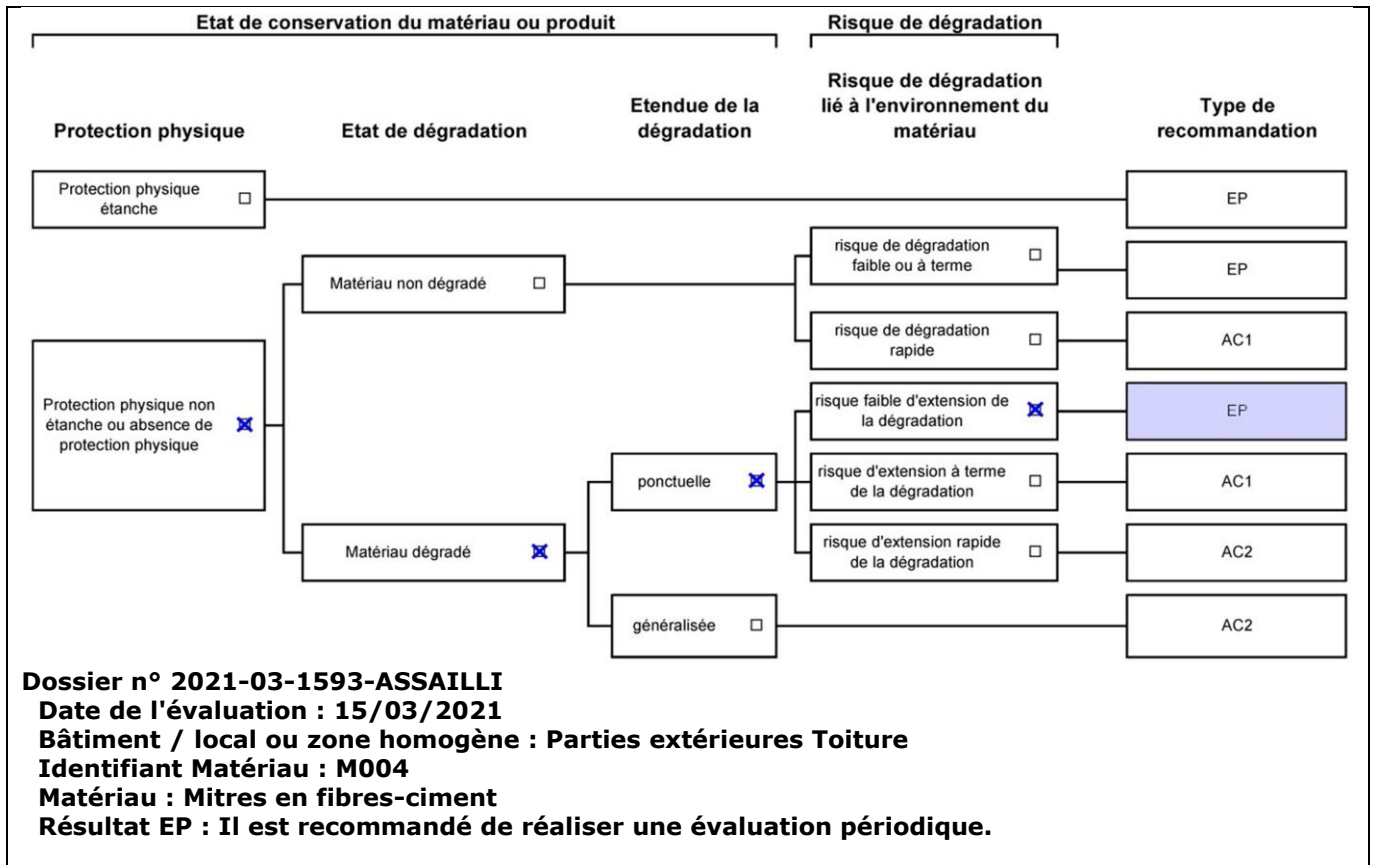 Etat de conservation du matériau ou produit
Risque de dégradation
Protection physique
Etat de dégradation
Etendue de la
dégradation
Risque de dégradation
lié à l'environnement du
matériau
Type de
recommandation
Protection physique
étanche
EP
risque de dégradation
faible ou à terme
EP
Matériau non dégradé
risque de dégradation
rapide
AC1
Protection physique non
étanche ou absence de
protection physique
risque faible d'extension de
la dégradation
EP
ponctuelle
risque d'extension à terme
de la dégradation
AC1
Matériau dégradé
risque d'extension rapide
de la dégradation
AC2
généralisée
AC2
Dossier n° 2021-03-1593-ASSAILLI
Date de l'évaluation : 15/03/2021
Bâtiment / local ou zone homogène : Parties extérieures Toiture
Identifiant Matériau : M004
Matériau : Mitres en fibres-ciment
Résultat EP : Il est recommandé de réaliser une évaluation périodique.